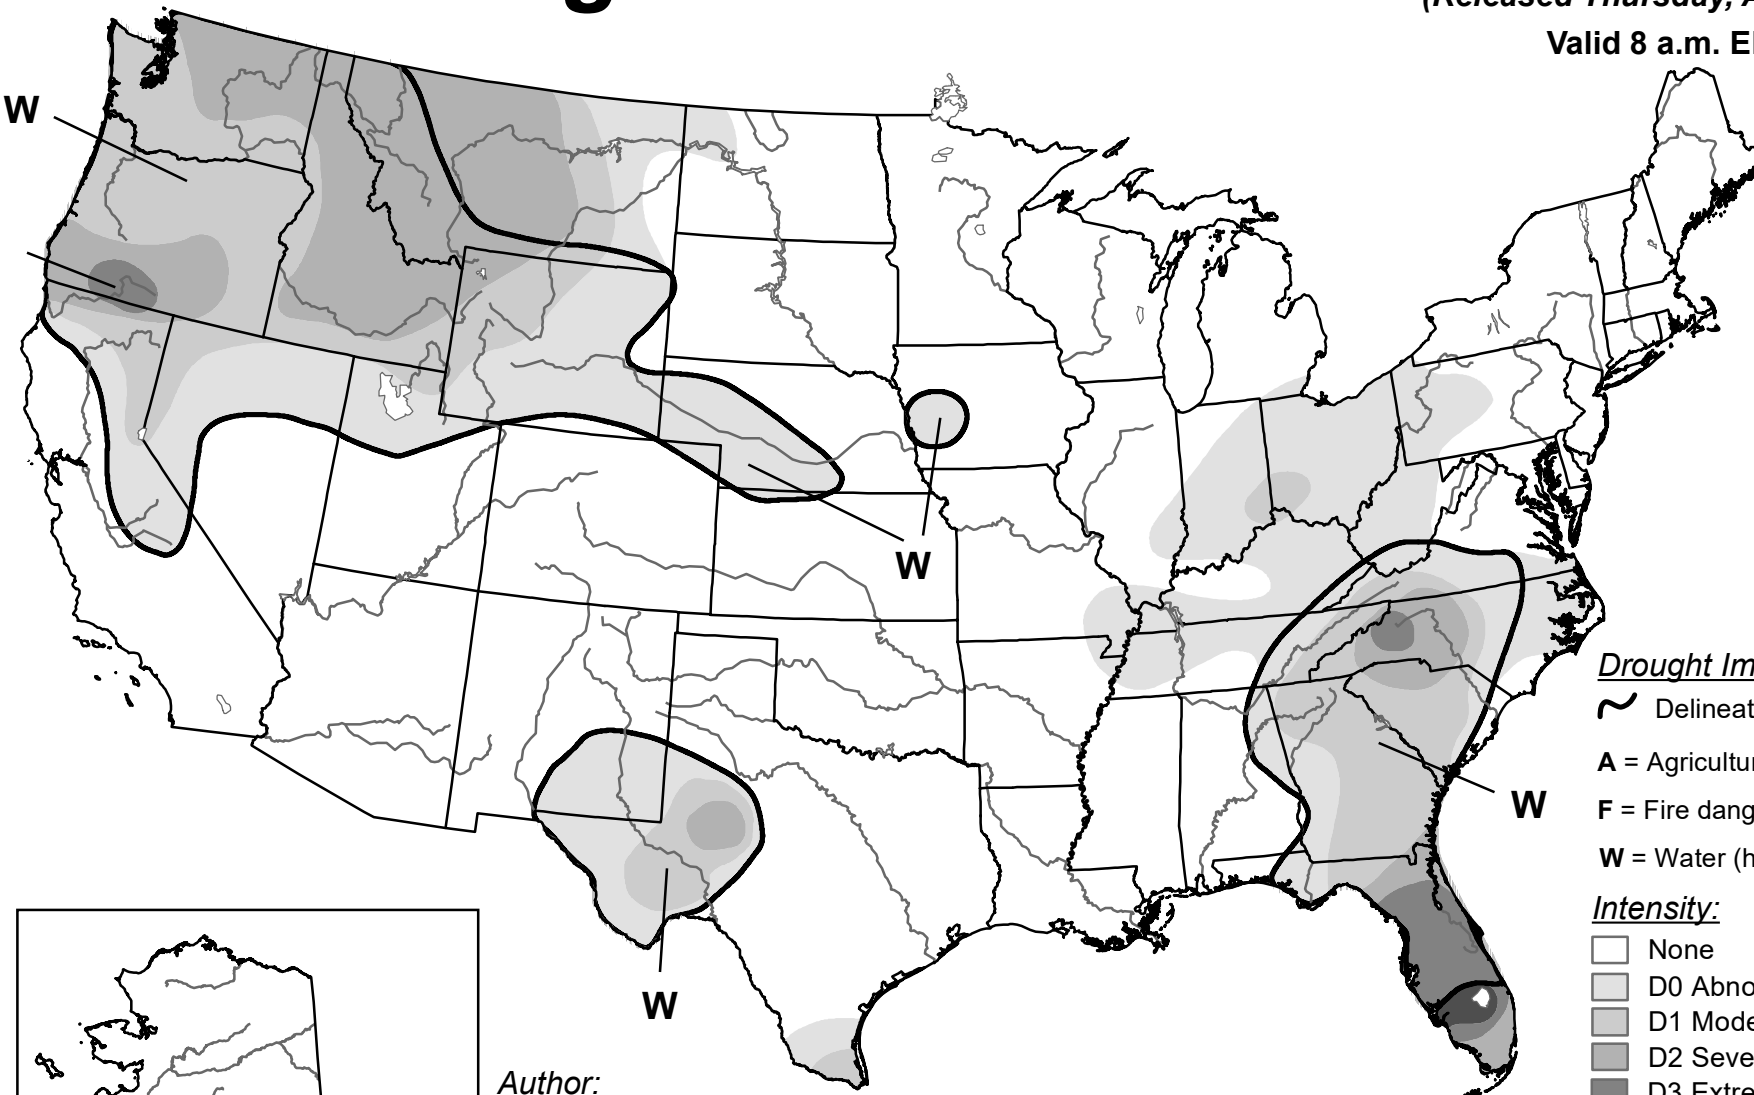 g
(Released Thursday, A
Valid 8 a.m. E
W
W
W
W
Drought Im
Delineat
A = Agricultur
F = Fire dang
W = Water (h
Intensity:
None
D0 Abno
D1 Mode
D2 Seve
D3 Extre
Author: